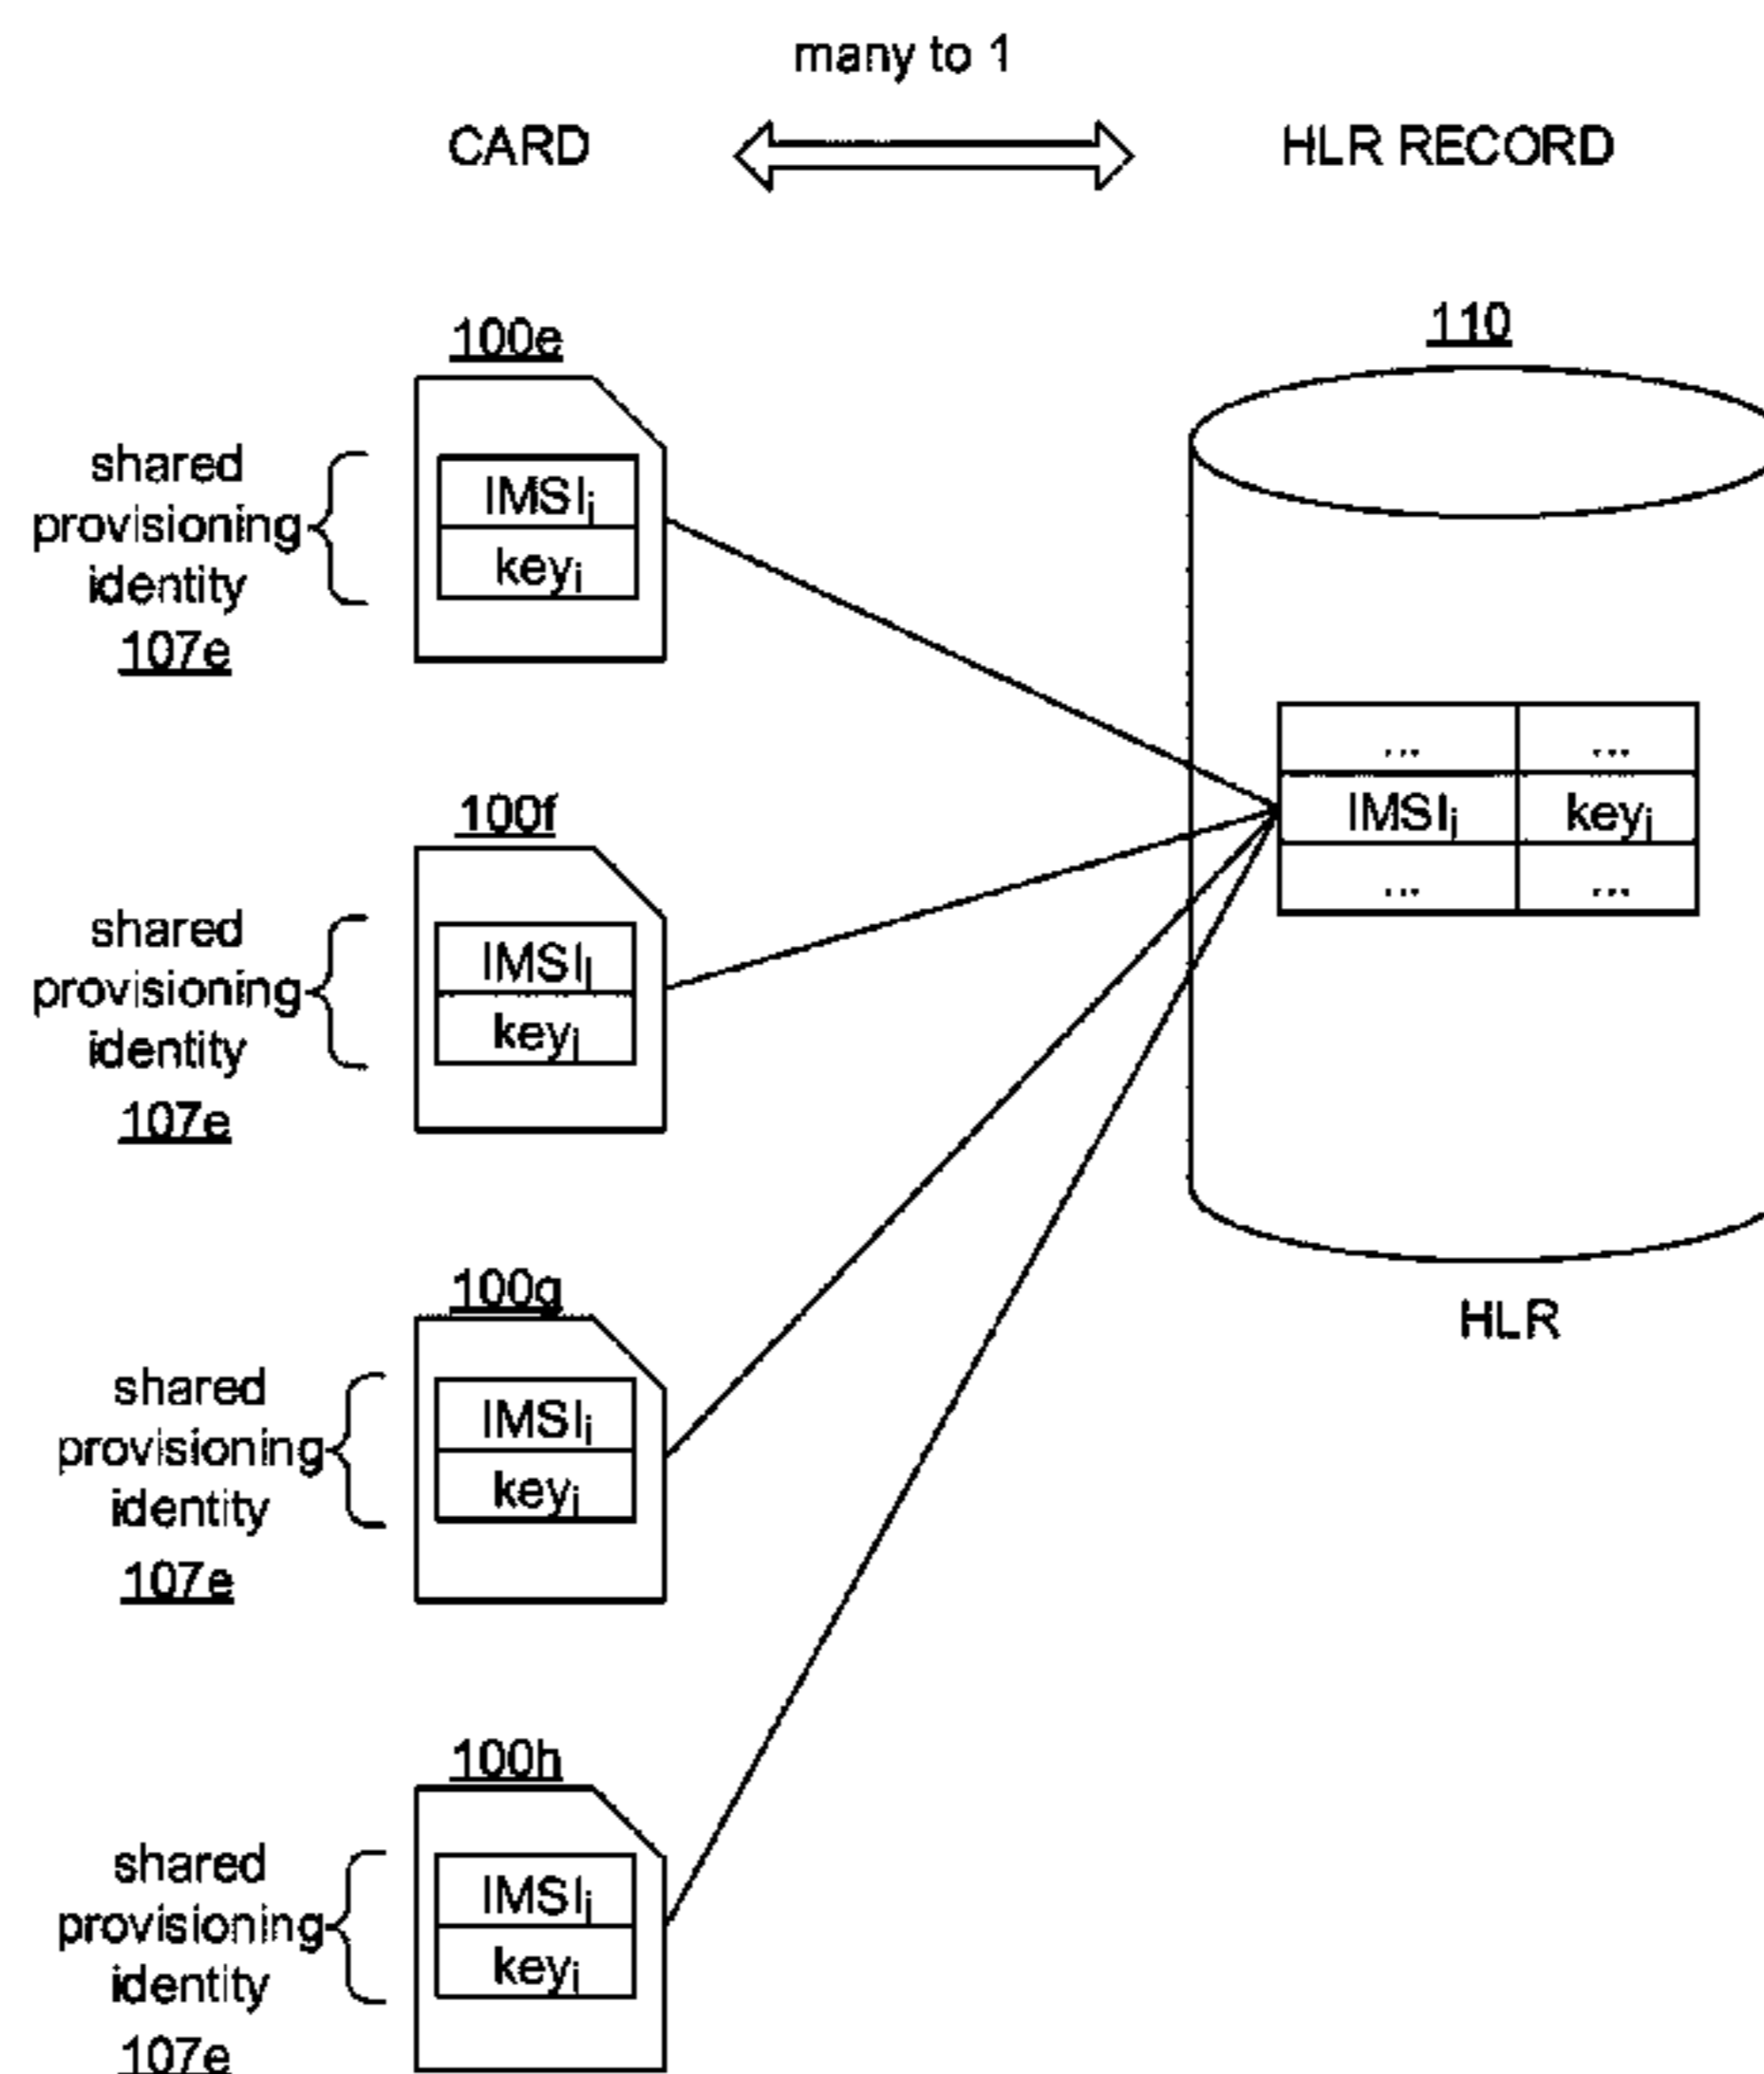 many to 1
CARD
HLR RECORD
100e
110
shared
provisioning
identity
107e
IMSIj
keyj
... ...
IMSIj keyj
... ...
100f
shared
provisioning
identity
107e
IMSIj
keyj
HLR
100g
shared
provisioning
identity
107e
IMSIj
keyj
100h
shared
provisioning
identity
107e
IMSIj
keyj